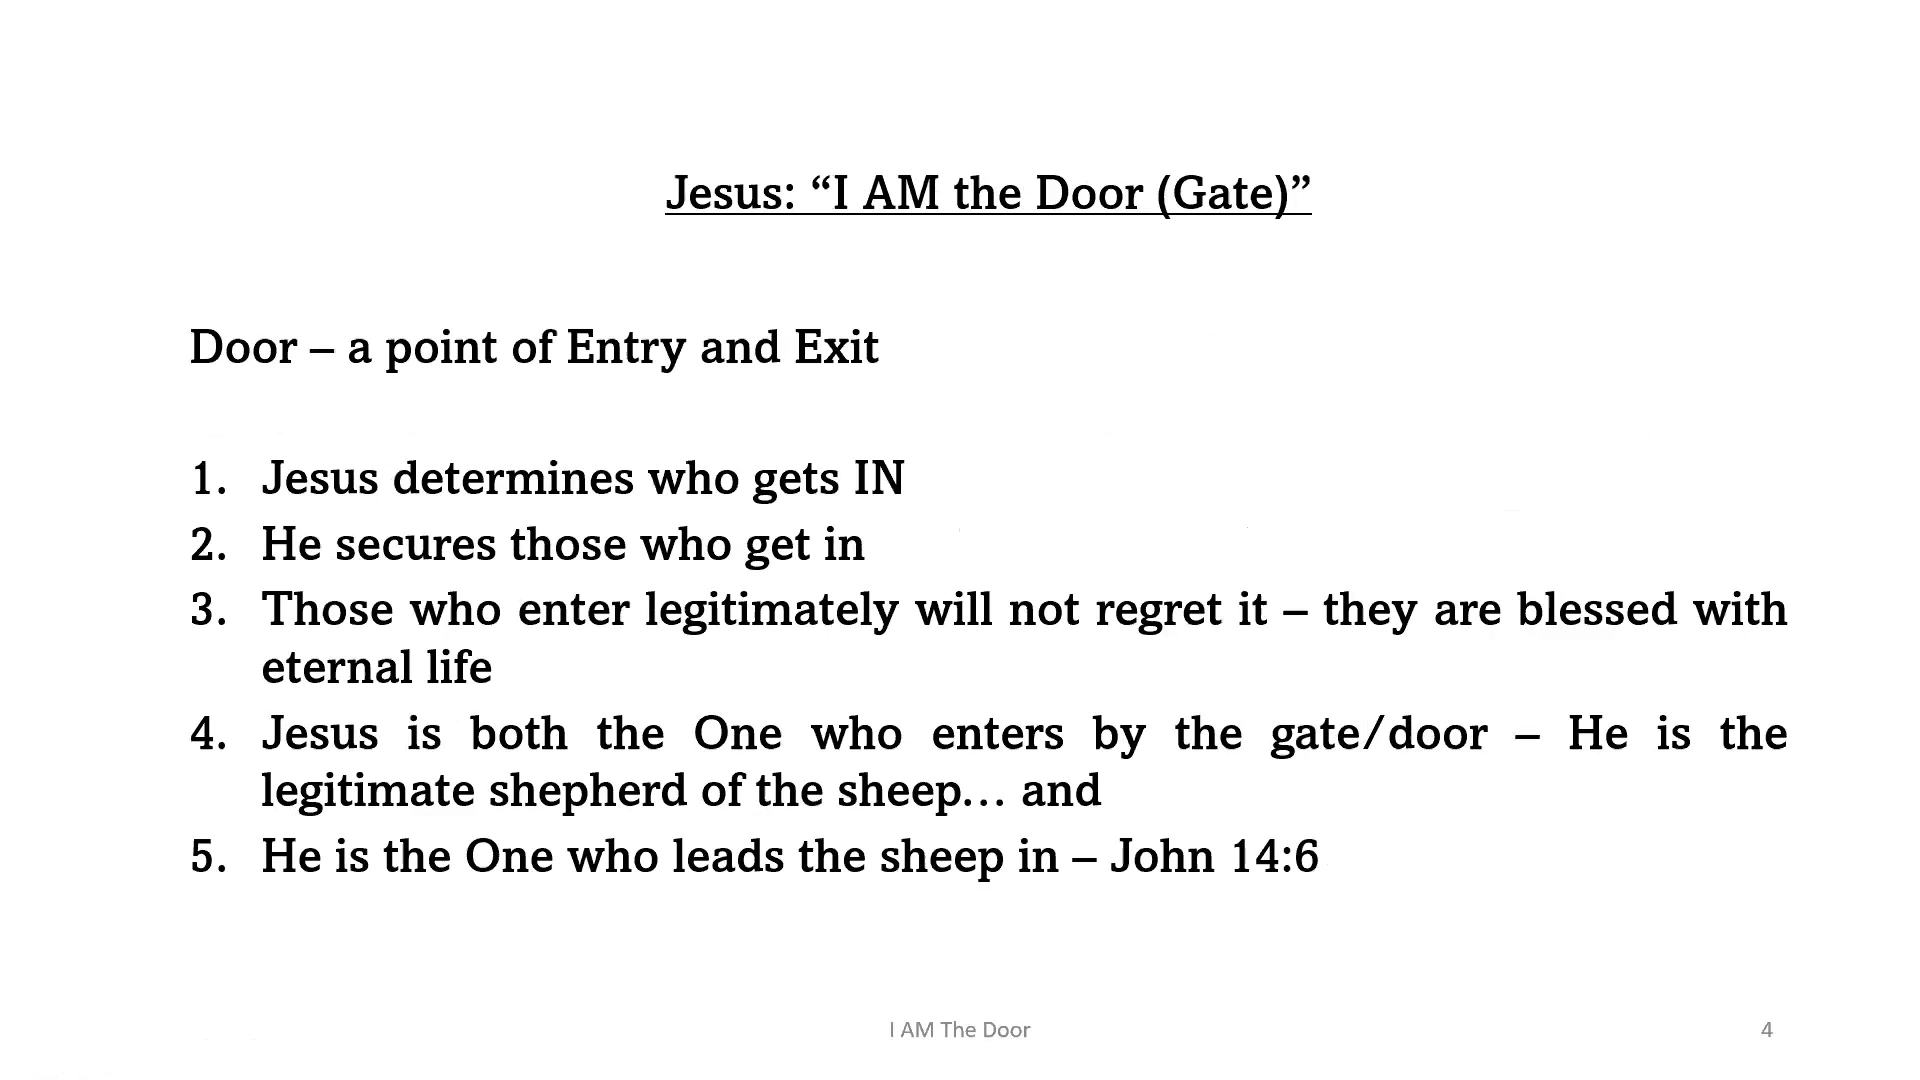 Jesus: “I AM the Door (Gate)”
Door – a point of Entry and Exit
1. Jesus determines who gets IN
2. He secures those who get in
3. Those who enter legitimately will not regret it – they are blessed with
eternal life
4. Jesus is both the One who enters by the gate/door – He is the
legitimate shepherd of the sheep… and
5. He is the One who leads the sheep in – John 14:6
I AM The Door
4